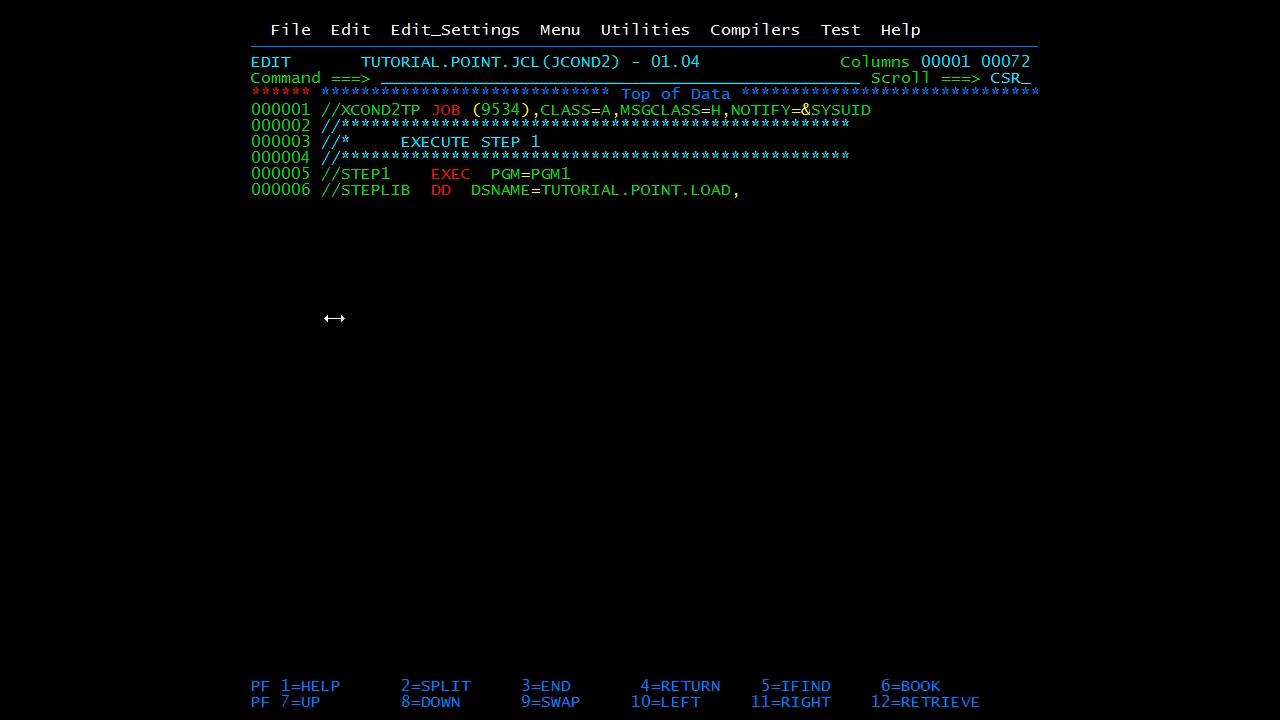 File  Edit  Edit_Settings  Menu  Utilities  Compilers  Test  Help
EDIT       TUTORIAL.POINT.JCL(JCOND2) - 01.04              Columns 00001 00072
Command ===> ________________________________________________ Scroll ===> CSR_
****** ***************************** Top of Data ******************************
000001 //XCOND2TP JOB (9534),CLASS=A,MSGCLASS=H,NOTIFY=&SYSUID
000002 //***************************************************
000003 //*     EXECUTE STEP 1
000004 //***************************************************
000005 //STEP1    EXEC  PGM=PGM1
000006 //STEPLIB  DD  DSNAME=TUTORIAL.POINT.LOAD,
PF 1=HELP      2=SPLIT     3=END       4=RETURN    5=IFIND     6=BOOK
PF 7=UP        8=DOWN      9=SWAP     10=LEFT     11=RIGHT    12=RETRIEVE